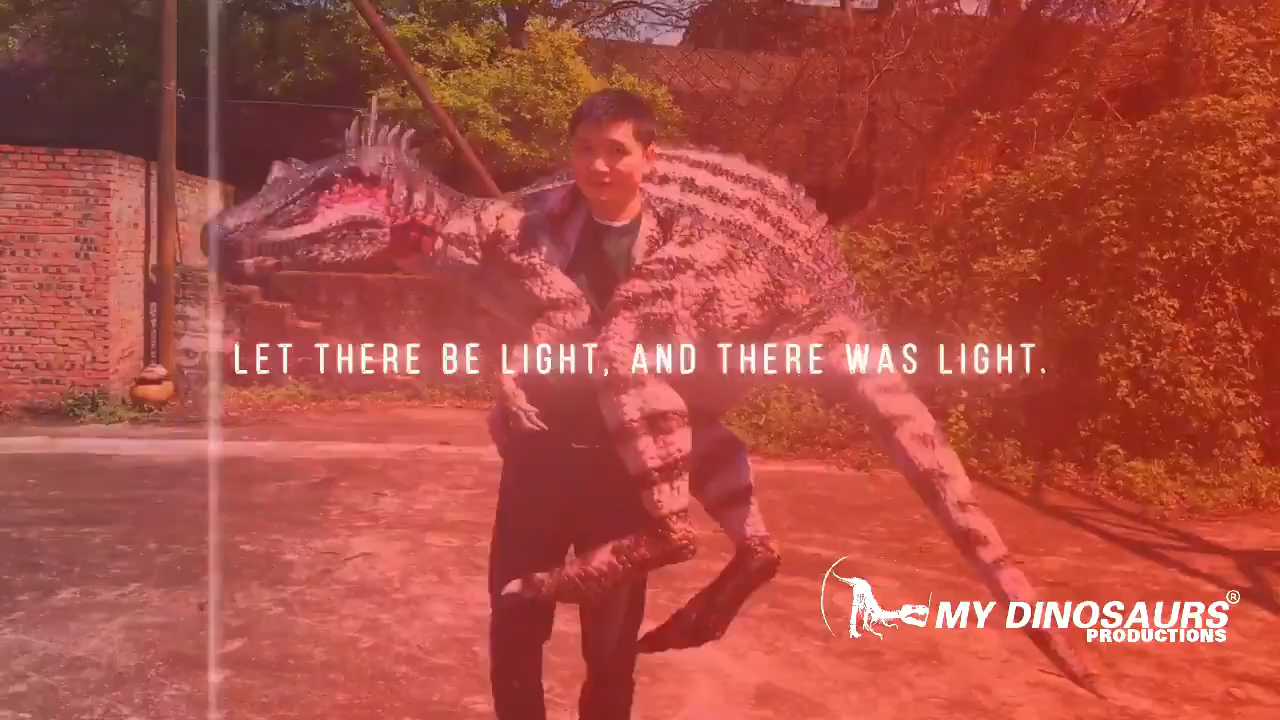 LET THERE BE LIGHT, AND THERE WAS LIGHT.
MY DINOSAURS®
PRODUCTIONS